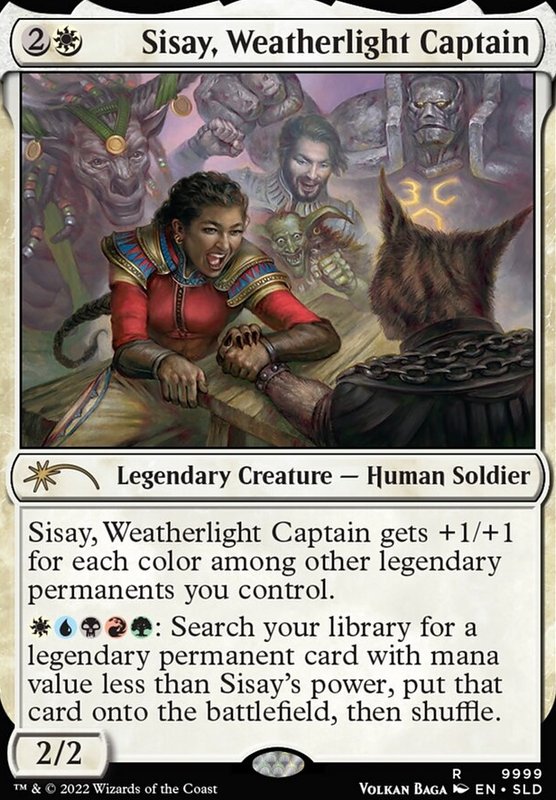 2
Sisay, Weatherlight Captain
Legendary Creature — Human Soldier
Sisay, Weatherlight Captain gets +1/+1
for each color among other legendary
permanents you control.
: Search your library for a
legendary permanent card with mana
value less than Sisay's power, put that
card onto the battlefield, then shuffle.
2/2
™ & © 2022 Wizards of the Coast
R 9999
Volkan Baga EN • SLD